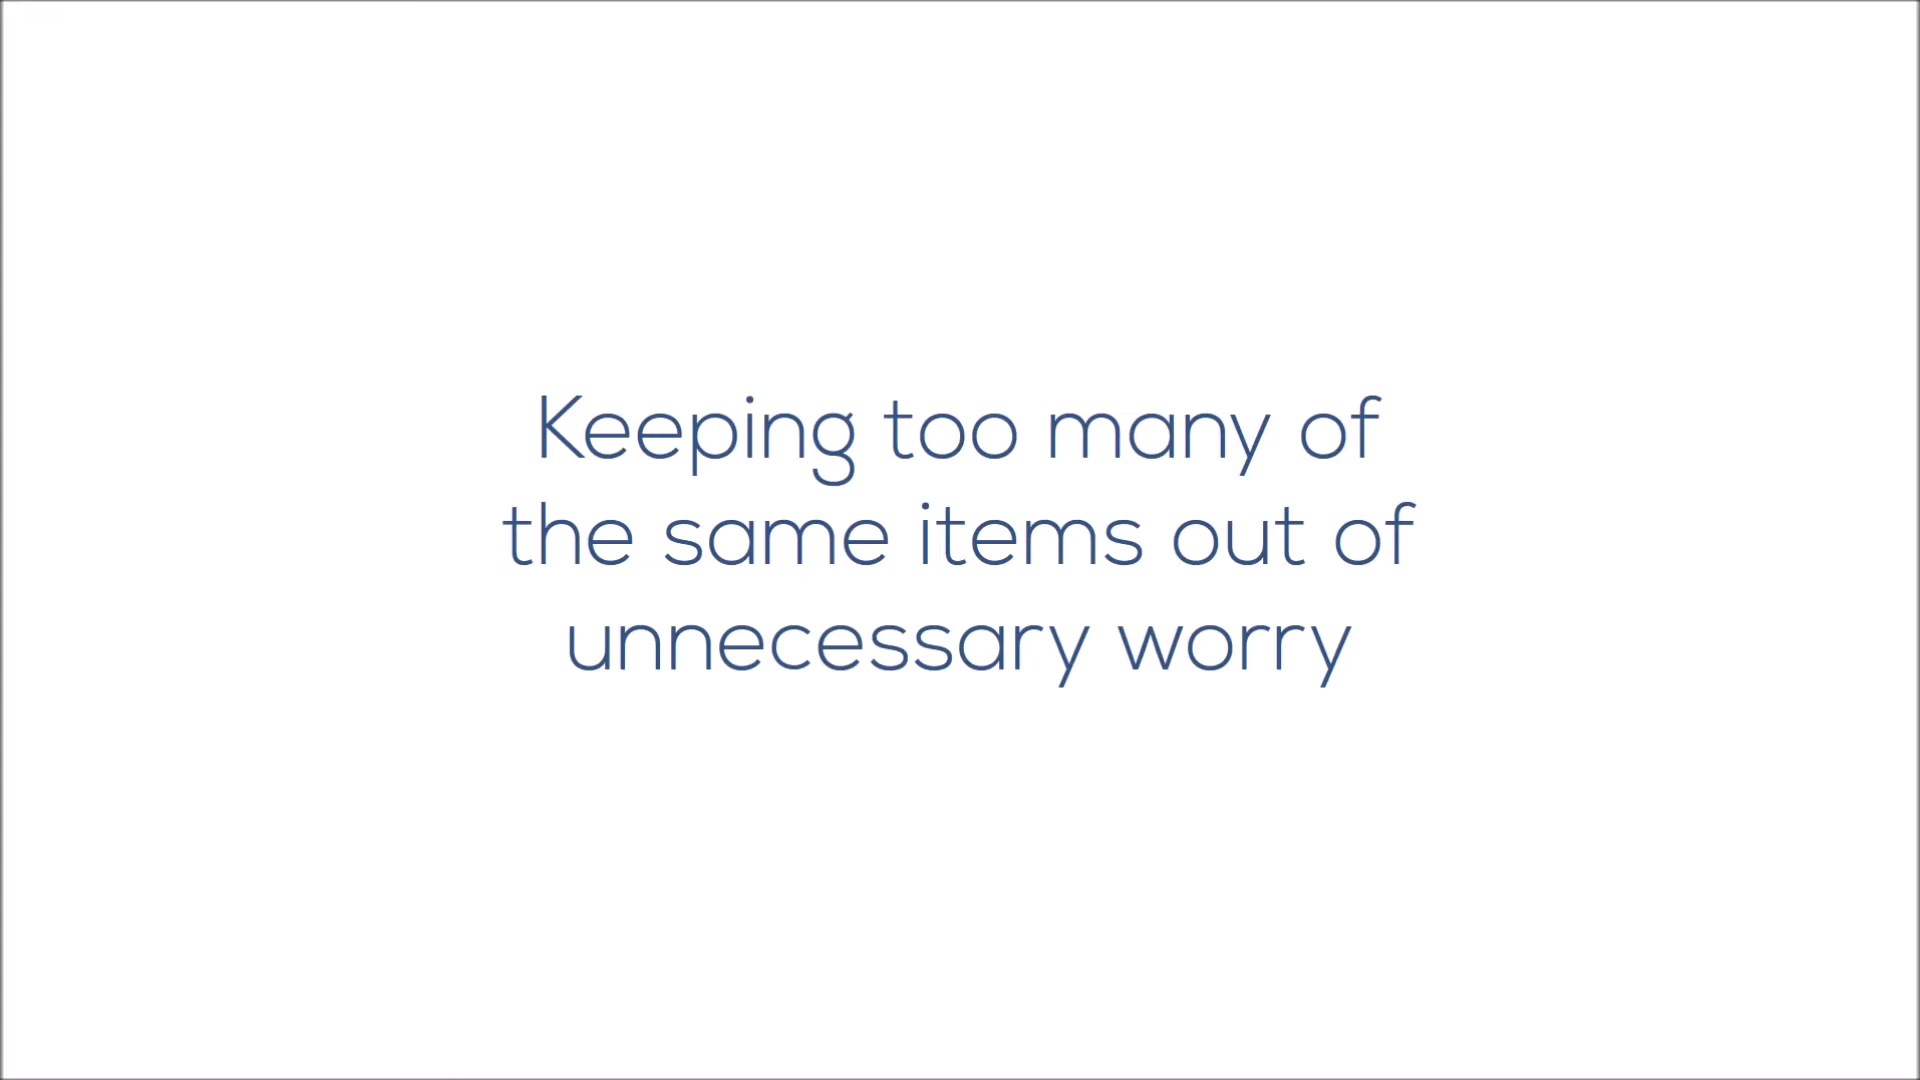 Keeping too many of
the same items out of
unnecessary worry